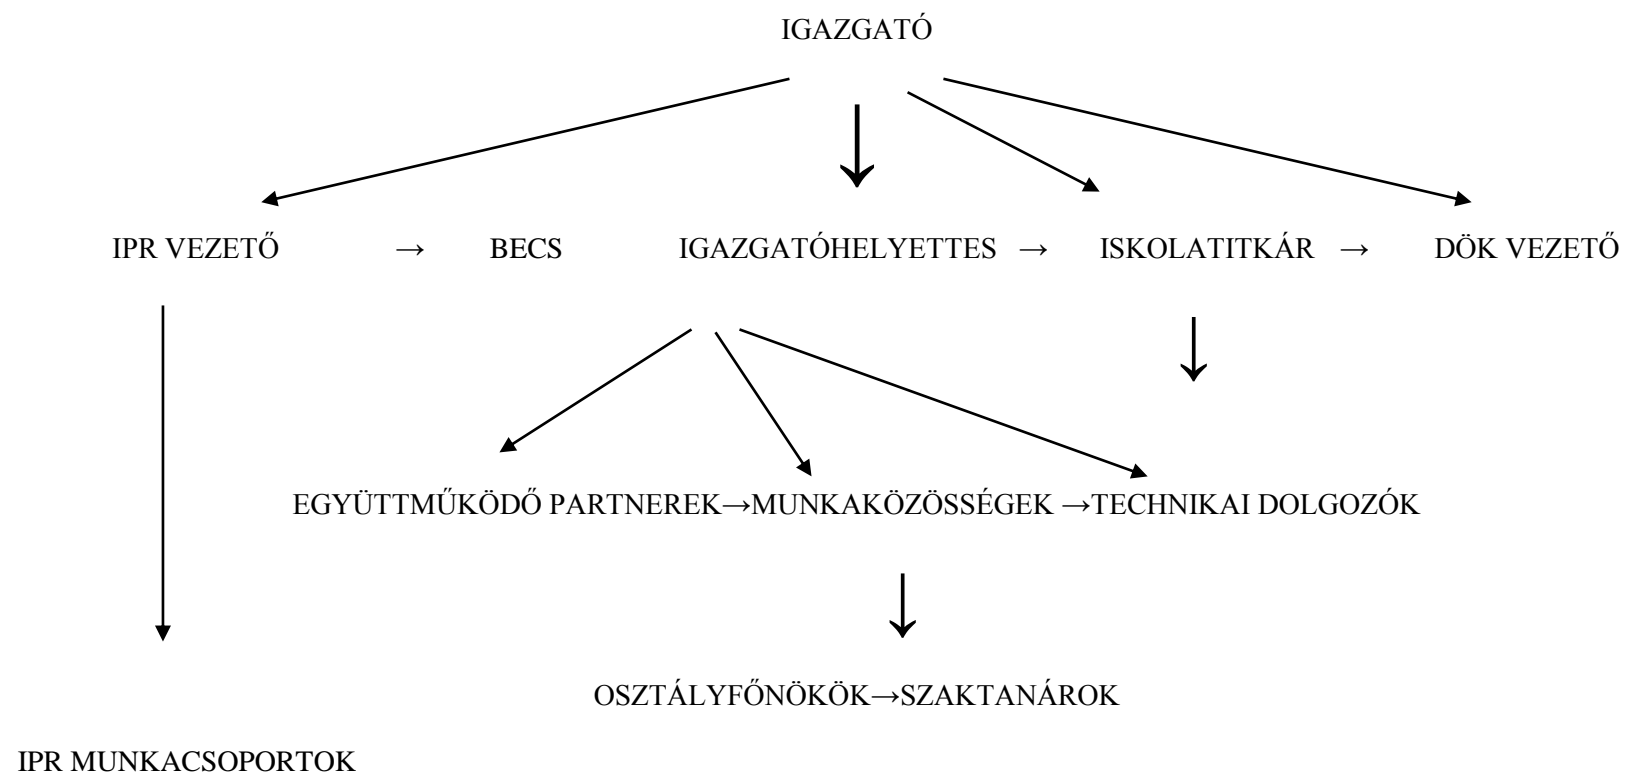 IGAZGATÓ
IPR VEZETŐ → BECS IGAZGATÓHELYETTES → ISKOLATITKÁR → DÖK VEZETŐ
EGYÜTTMŰKÖDŐ PARTNEREK→MUNKAKÖZÖSSÉGEK →TECHNIKAI DOLGOZÓK
OSZTÁLYFŐNÖKÖK→SZAKTANÁROK
IPR MUNKACSOPORTOK